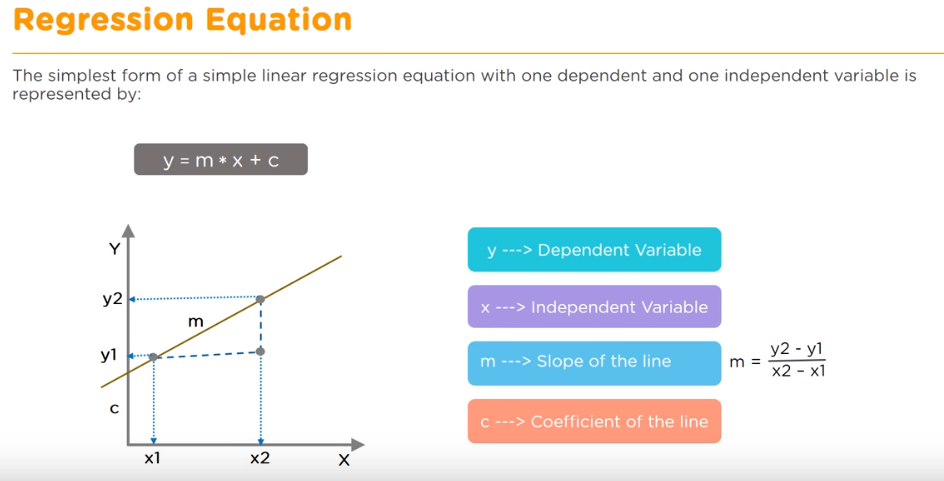 Regression Equation
The simplest form of a simple linear regression equation with one dependent and one independent variable is
represented by:
y = m * x + c
Y
y2
m
y1
c
x1
x2
X
y ---> Dependent Variable
x ---> Independent Variable
m ---> Slope of the line
m = y2 - y1
x2 - x1
c ---> Coefficient of the line